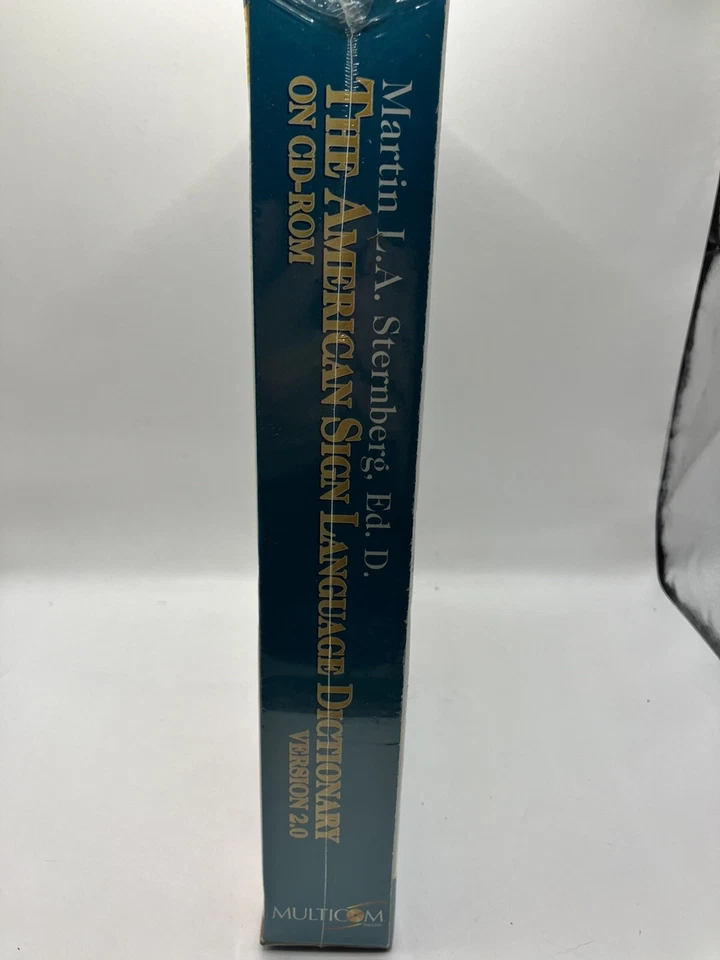 Martin L.A. Sternberg, Ed. D.
THE AMERICAN SIGN LANGUAGE DICTIONARY
ON CD-ROM
VERSION 2.0
MULTICOM